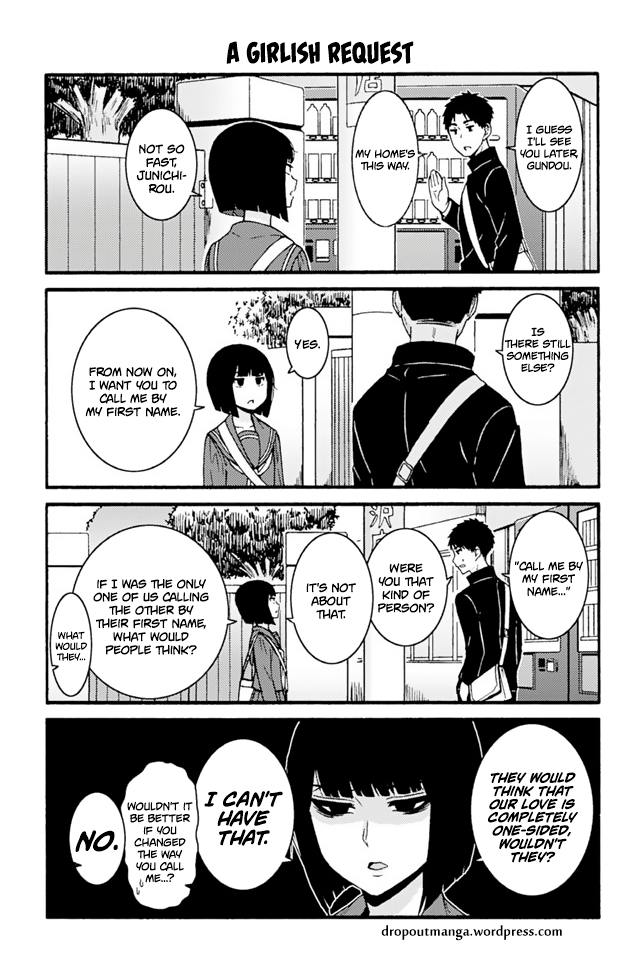 A GIRLISH REQUEST
I GUESS
I'LL SEE
YOU LATER,
GUNDOU.
MY HOME'S
THIS WAY.
NOT SO
FAST,
JUNICHI-
ROU.
店
IS
THERE STILL
SOMETHING
ELSE?
YES.
FROM NOW ON,
I WANT YOU TO
CALL ME BY
MY FIRST NAME.
"CALL ME BY
MY FIRST
NAME..."
WERE
YOU THAT
KIND OF
PERSON?
IT'S NOT
ABOUT
THAT.
IF I WAS THE ONLY
ONE OF US CALLING
THE OTHER BY
THEIR FIRST NAME,
WHAT WOULD
PEOPLE THINK?
WHAT
WOULD
THEY...
沢
THEY WOULD
THINK THAT
OUR LOVE IS
COMPLETELY
ONE-SIDED,
WOULDN'T
THEY?
I CAN'T
HAVE
THAT.
WOULDN'T IT
BE BETTER
IF YOU
CHANGED
THE WAY
YOU CALL
ME...?
NO.
dropoutmanga.wordpress.com